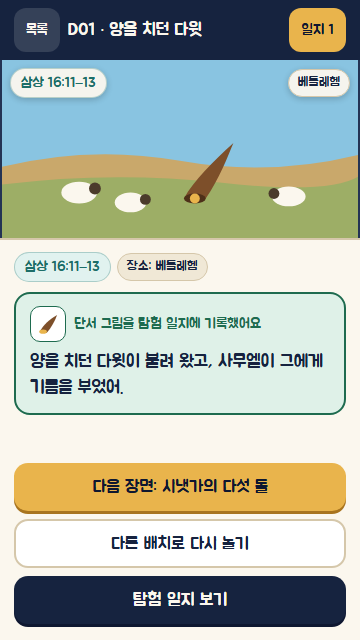 목록
D01 · 양을 치던 다윗
일지 1
삼상 16:11–13
베들레헴
삼상 16:11–13
장소: 베들레헴
단서 그림을 탐험 일지에 기록했어요
양을 치던 다윗이 불려 왔고, 사무엘이 그에게
기름을 부었어.
다음 장면: 시냇가의 다섯 돌
다른 배치로 다시 놀기
탐험 일지 보기